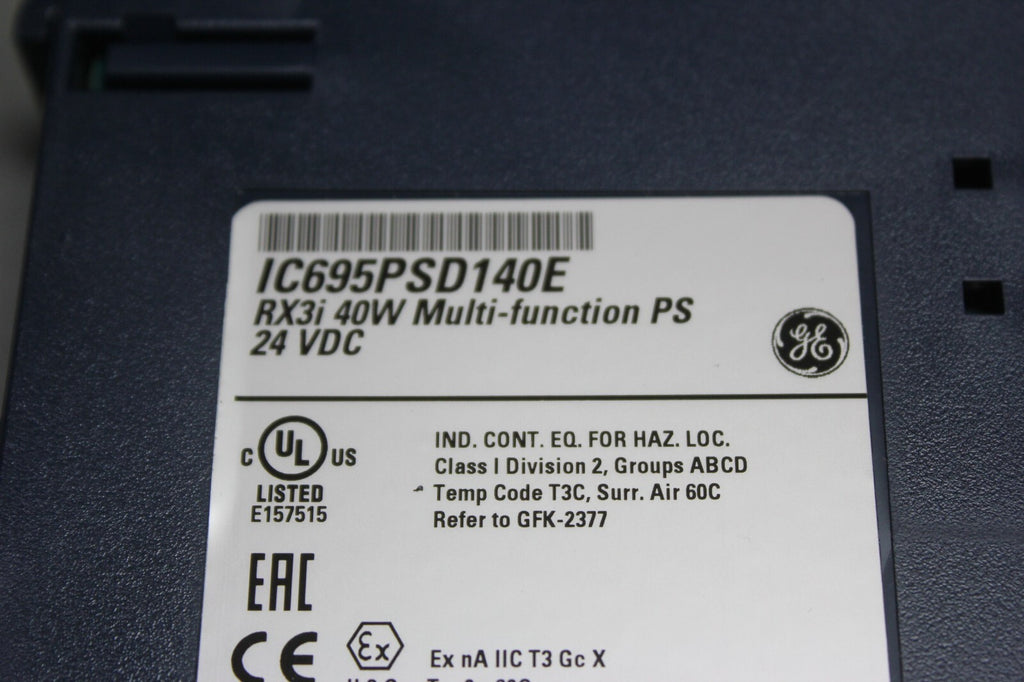 IC695PSD140E
RX3i 40W Multi-function PS
24 VDC
GE
C UL US
LISTED
E157515
IND. CONT. EQ. FOR HAZ. LOC.
Class I Division 2, Groups ABCD
Temp Code T3C, Surr. Air 60C
Refer to GFK-2377
EAC
CE
Ex
Ex nA IIC T3 Gc X